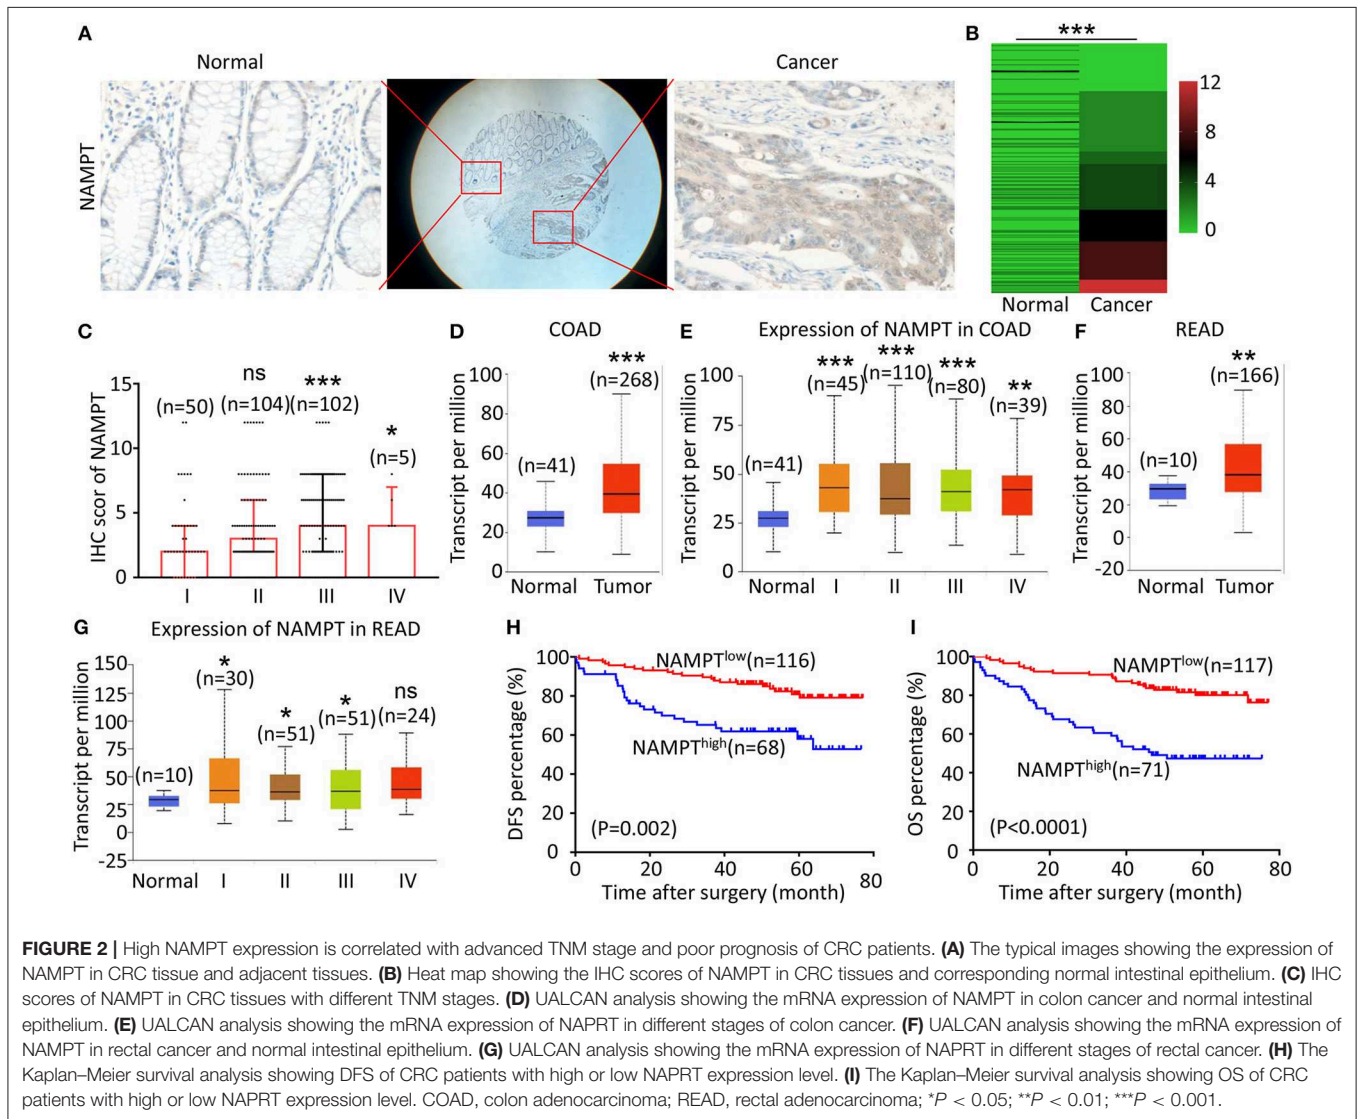 A
Normal
Cancer
NAMPT
B
***
12
8
4
0
Normal Cancer
C
IHC scor of NAMPT
15
10
5
0
(n=50)
ns
(n=104)
***
(n=102)
*
(n=5)
I II III IV
D
COAD
Transcript per million
100
80
60
40
20
0
(n=41)
***
(n=268)
Normal Tumor
E
Expression of NAMPT in COAD
Transcript per million
100
75
50
25
0
(n=41)
***
(n=45)
***
(n=110)
***
(n=80)
**
(n=39)
Normal I II III IV
F
READ
Transcript per million
100
80
60
40
20
0
-20
(n=10)
**
(n=166)
Normal Tumor
G
Expression of NAMPT in READ
Transcript per million
150
125
100
75
50
25
0
-25
(n=10)
*
(n=30)
*
(n=51)
*
(n=51)
ns
(n=24)
Normal I II III IV
H
DFS percentage (%)
100
80
60
40
20
0
NAMPTlow(n=116)
NAMPThigh(n=68)
(P=0.002)
0 20 40 60 80
Time after surgery (month)
I
OS percentage (%)
100
80
60
40
20
0
NAMPTlow(n=117)
NAMPThigh(n=71)
(P<0.0001)
0 20 40 60 80
Time after surgery (month)
FIGURE 2 | High NAMPT expression is correlated with advanced TNM stage and poor prognosis of CRC patients. (A) The typical images showing the expression of
NAMPT in CRC tissue and adjacent tissues. (B) Heat map showing the IHC scores of NAMPT in CRC tissues and corresponding normal intestinal epithelium. (C) IHC
scores of NAMPT in CRC tissues with different TNM stages. (D) UALCAN analysis showing the mRNA expression of NAMPT in colon cancer and normal intestinal
epithelium. (E) UALCAN analysis showing the mRNA expression of NAPRT in different stages of colon cancer. (F) UALCAN analysis showing the mRNA expression of
NAMPT in rectal cancer and normal intestinal epithelium. (G) UALCAN analysis showing the mRNA expression of NAPRT in different stages of rectal cancer. (H) The
Kaplan–Meier survival analysis showing DFS of CRC patients with high or low NAPRT expression level. (I) The Kaplan–Meier survival analysis showing OS of CRC
patients with high or low NAPRT expression level. COAD, colon adenocarcinoma; READ, rectal adenocarcinoma; *P < 0.05; **P < 0.01; ***P < 0.001.